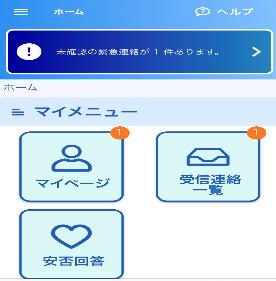 ホーム ヘルプ
未確認の緊急連絡が 1 件あります。
ホーム
マイメニュー
1 1
マイページ
受信連絡
一覧
安否回答